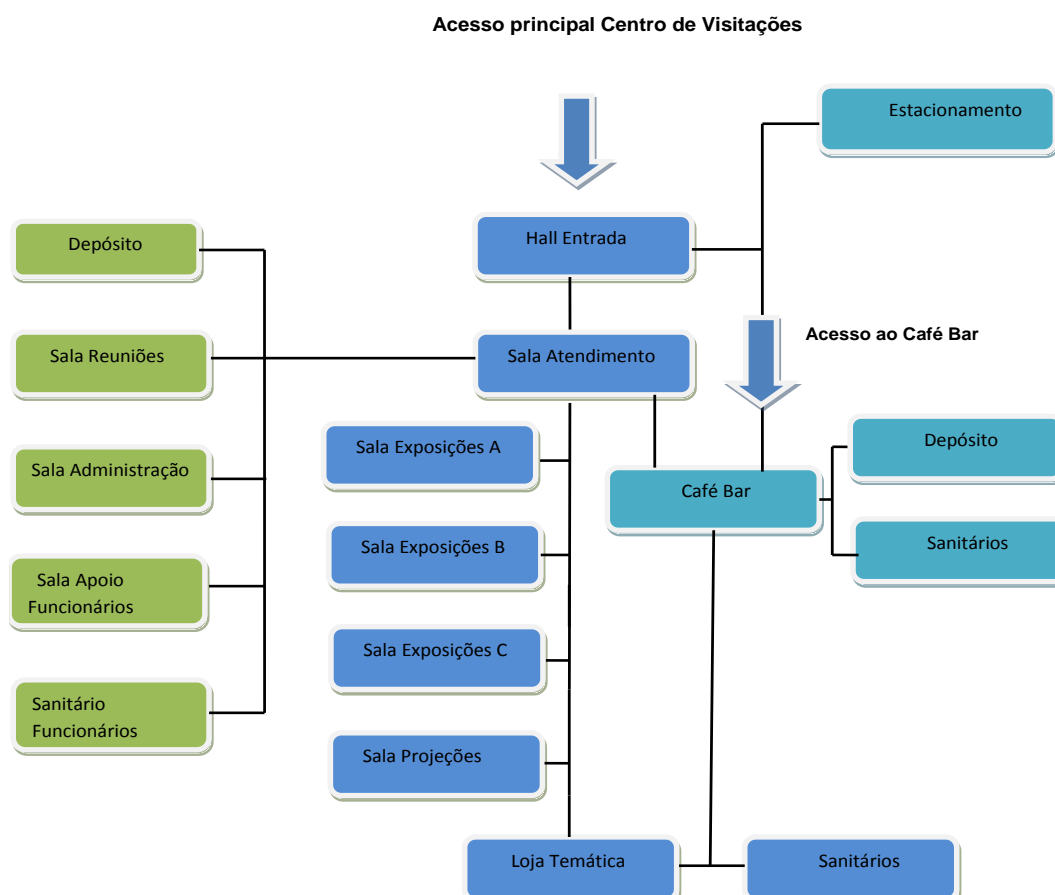 Acesso principal Centro de Visitações
Estacionamento
Hall Entrada
Depósito
Acesso ao Café Bar
Sala Reuniões
Sala Atendimento
Sala Exposições A
Depósito
Sala Administração
Café Bar
Sala Exposições B
Sanitários
Sala Apoio
Funcionários
Sala Exposições C
Sanitário
Funcionários
Sala Projeções
Loja Temática
Sanitários